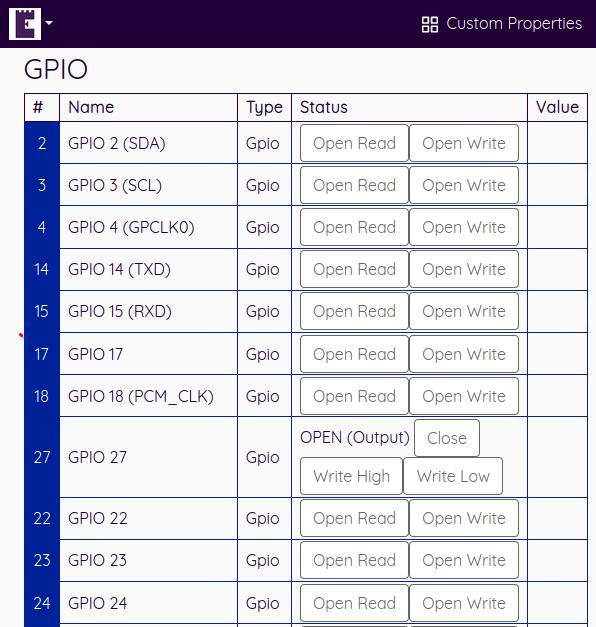 Custom Properties
GPIO
# Name Type Status Value
2 GPIO 2 (SDA) Gpio Open Read Open Write
3 GPIO 3 (SCL) Gpio Open Read Open Write
4 GPIO 4 (GPCLK0) Gpio Open Read Open Write
14 GPIO 14 (TXD) Gpio Open Read Open Write
15 GPIO 15 (RXD) Gpio Open Read Open Write
17 GPIO 17 Gpio Open Read Open Write
18 GPIO 18 (PCM_CLK) Gpio Open Read Open Write
27 GPIO 27 Gpio OPEN (Output) Close
Write High Write Low
22 GPIO 22 Gpio Open Read Open Write
23 GPIO 23 Gpio Open Read Open Write
24 GPIO 24 Gpio Open Read Open Write